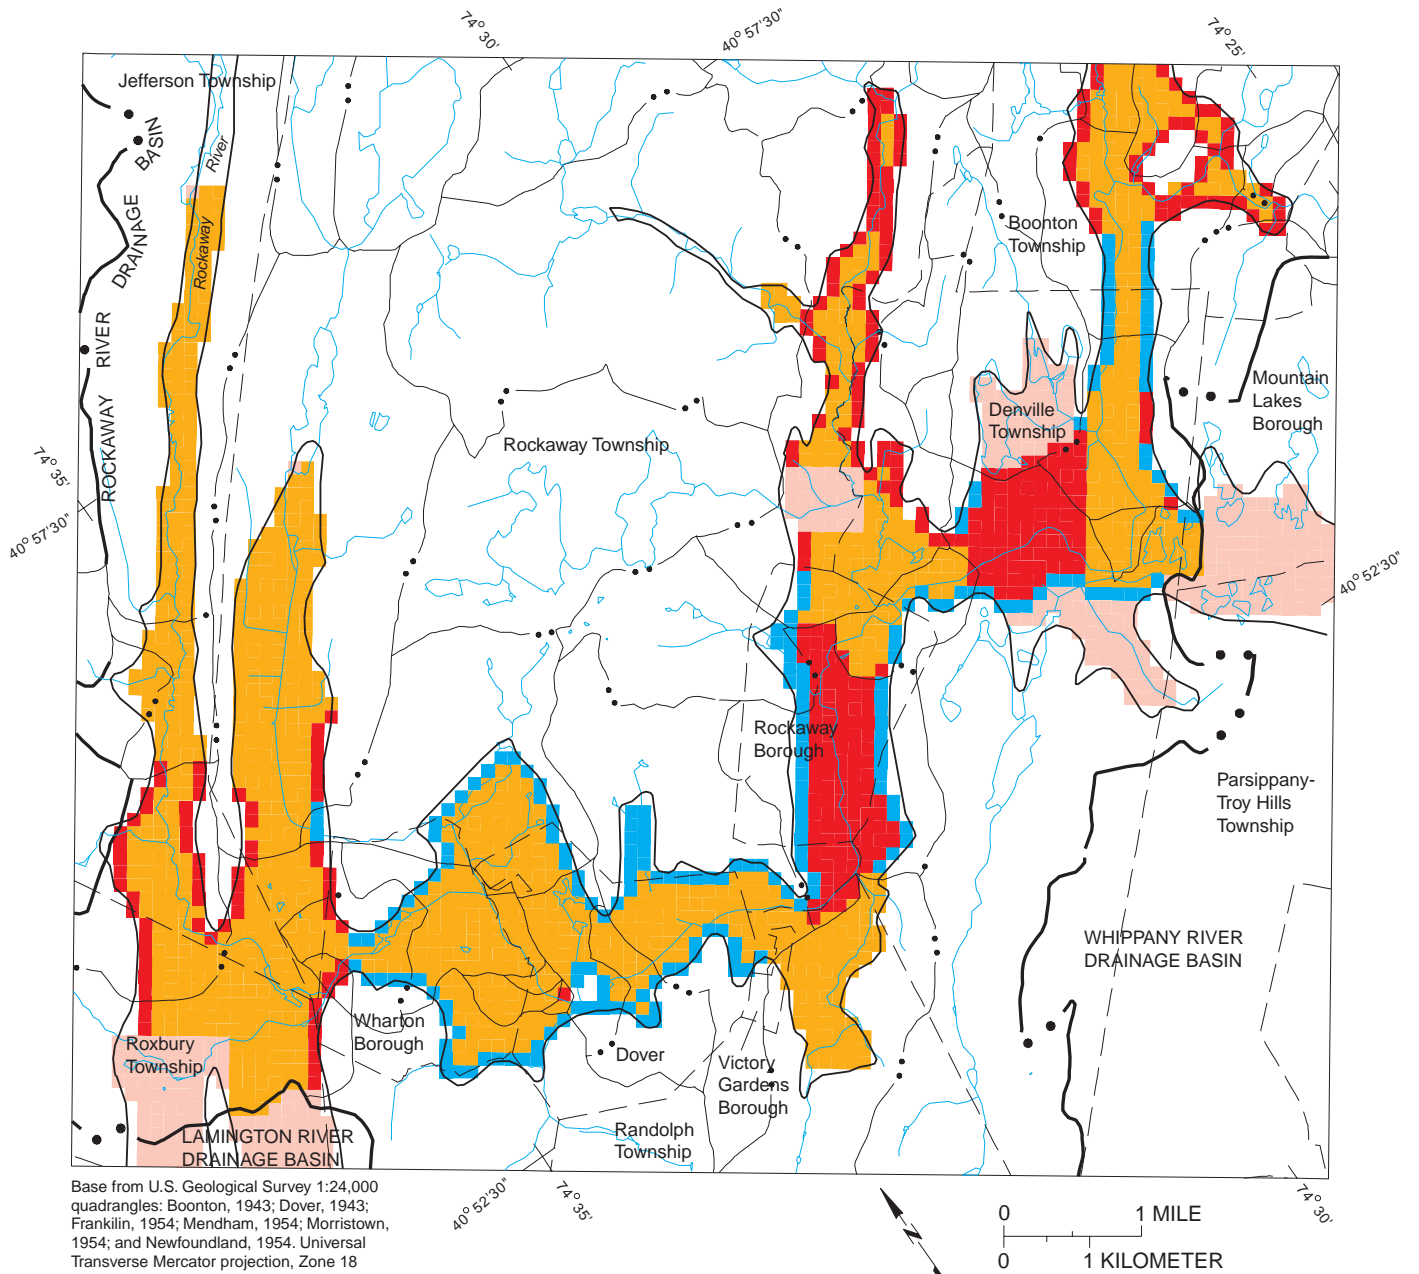 74° 30'
40° 57'30"
74° 25'
Jefferson Township
River
Rockaway
ROCKAWAY RIVER DRAINAGE BASIN
Boonton
Township
Mountain
Lakes
Borough
Denville
Township
Rockaway Township
74° 35'
40° 57'30"
40° 52'30"
Rockaway
Borough
Parsippany-
Troy Hills
Township
WHIPPANY RIVER
DRAINAGE BASIN
Wharton
Borough
Roxbury
Township
Dover
Victory
Gardens
Borough
Randolph
Township
LAMINGTON RIVER
DRAINAGE BASIN
Base from U.S. Geological Survey 1:24,000
quadrangles: Boonton, 1943; Dover, 1943;
Frankilin, 1954; Mendham, 1954; Morristown,
1954; and Newfoundland, 1954. Universal
Transverse Mercator projection, Zone 18
40° 52'30"
74° 35'
74° 30'
N
0 1 MILE
0 1 KILOMETER